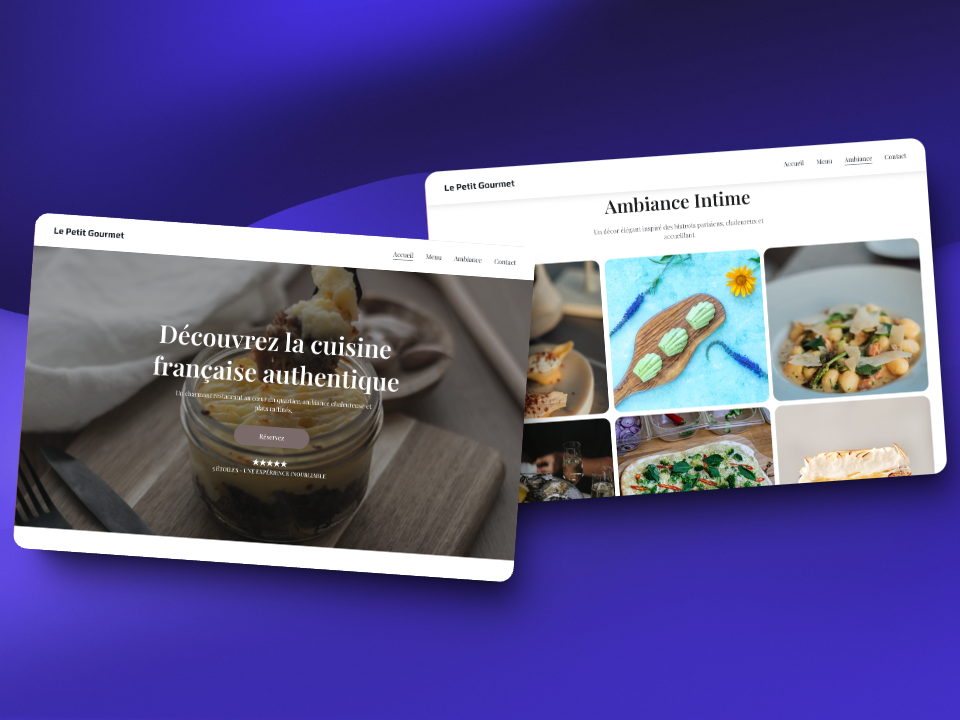 Le Petit Gourmet
Accueil Menu Ambiance Contact
Découvrez la cuisine
française authentique
Un charmant restaurant au cœur du quartier, ambiance chaleureuse et
plats raffinés.
Réservez
★★★★★
5 ÉTOILES - UNE EXPÉRIENCE INOUBLIABLE
Le Petit Gourmet
Accueil Menu Ambiance Contact
Ambiance Intime
Un décor élégant inspiré des bistrots parisiens, chaleureux et
accueillant.